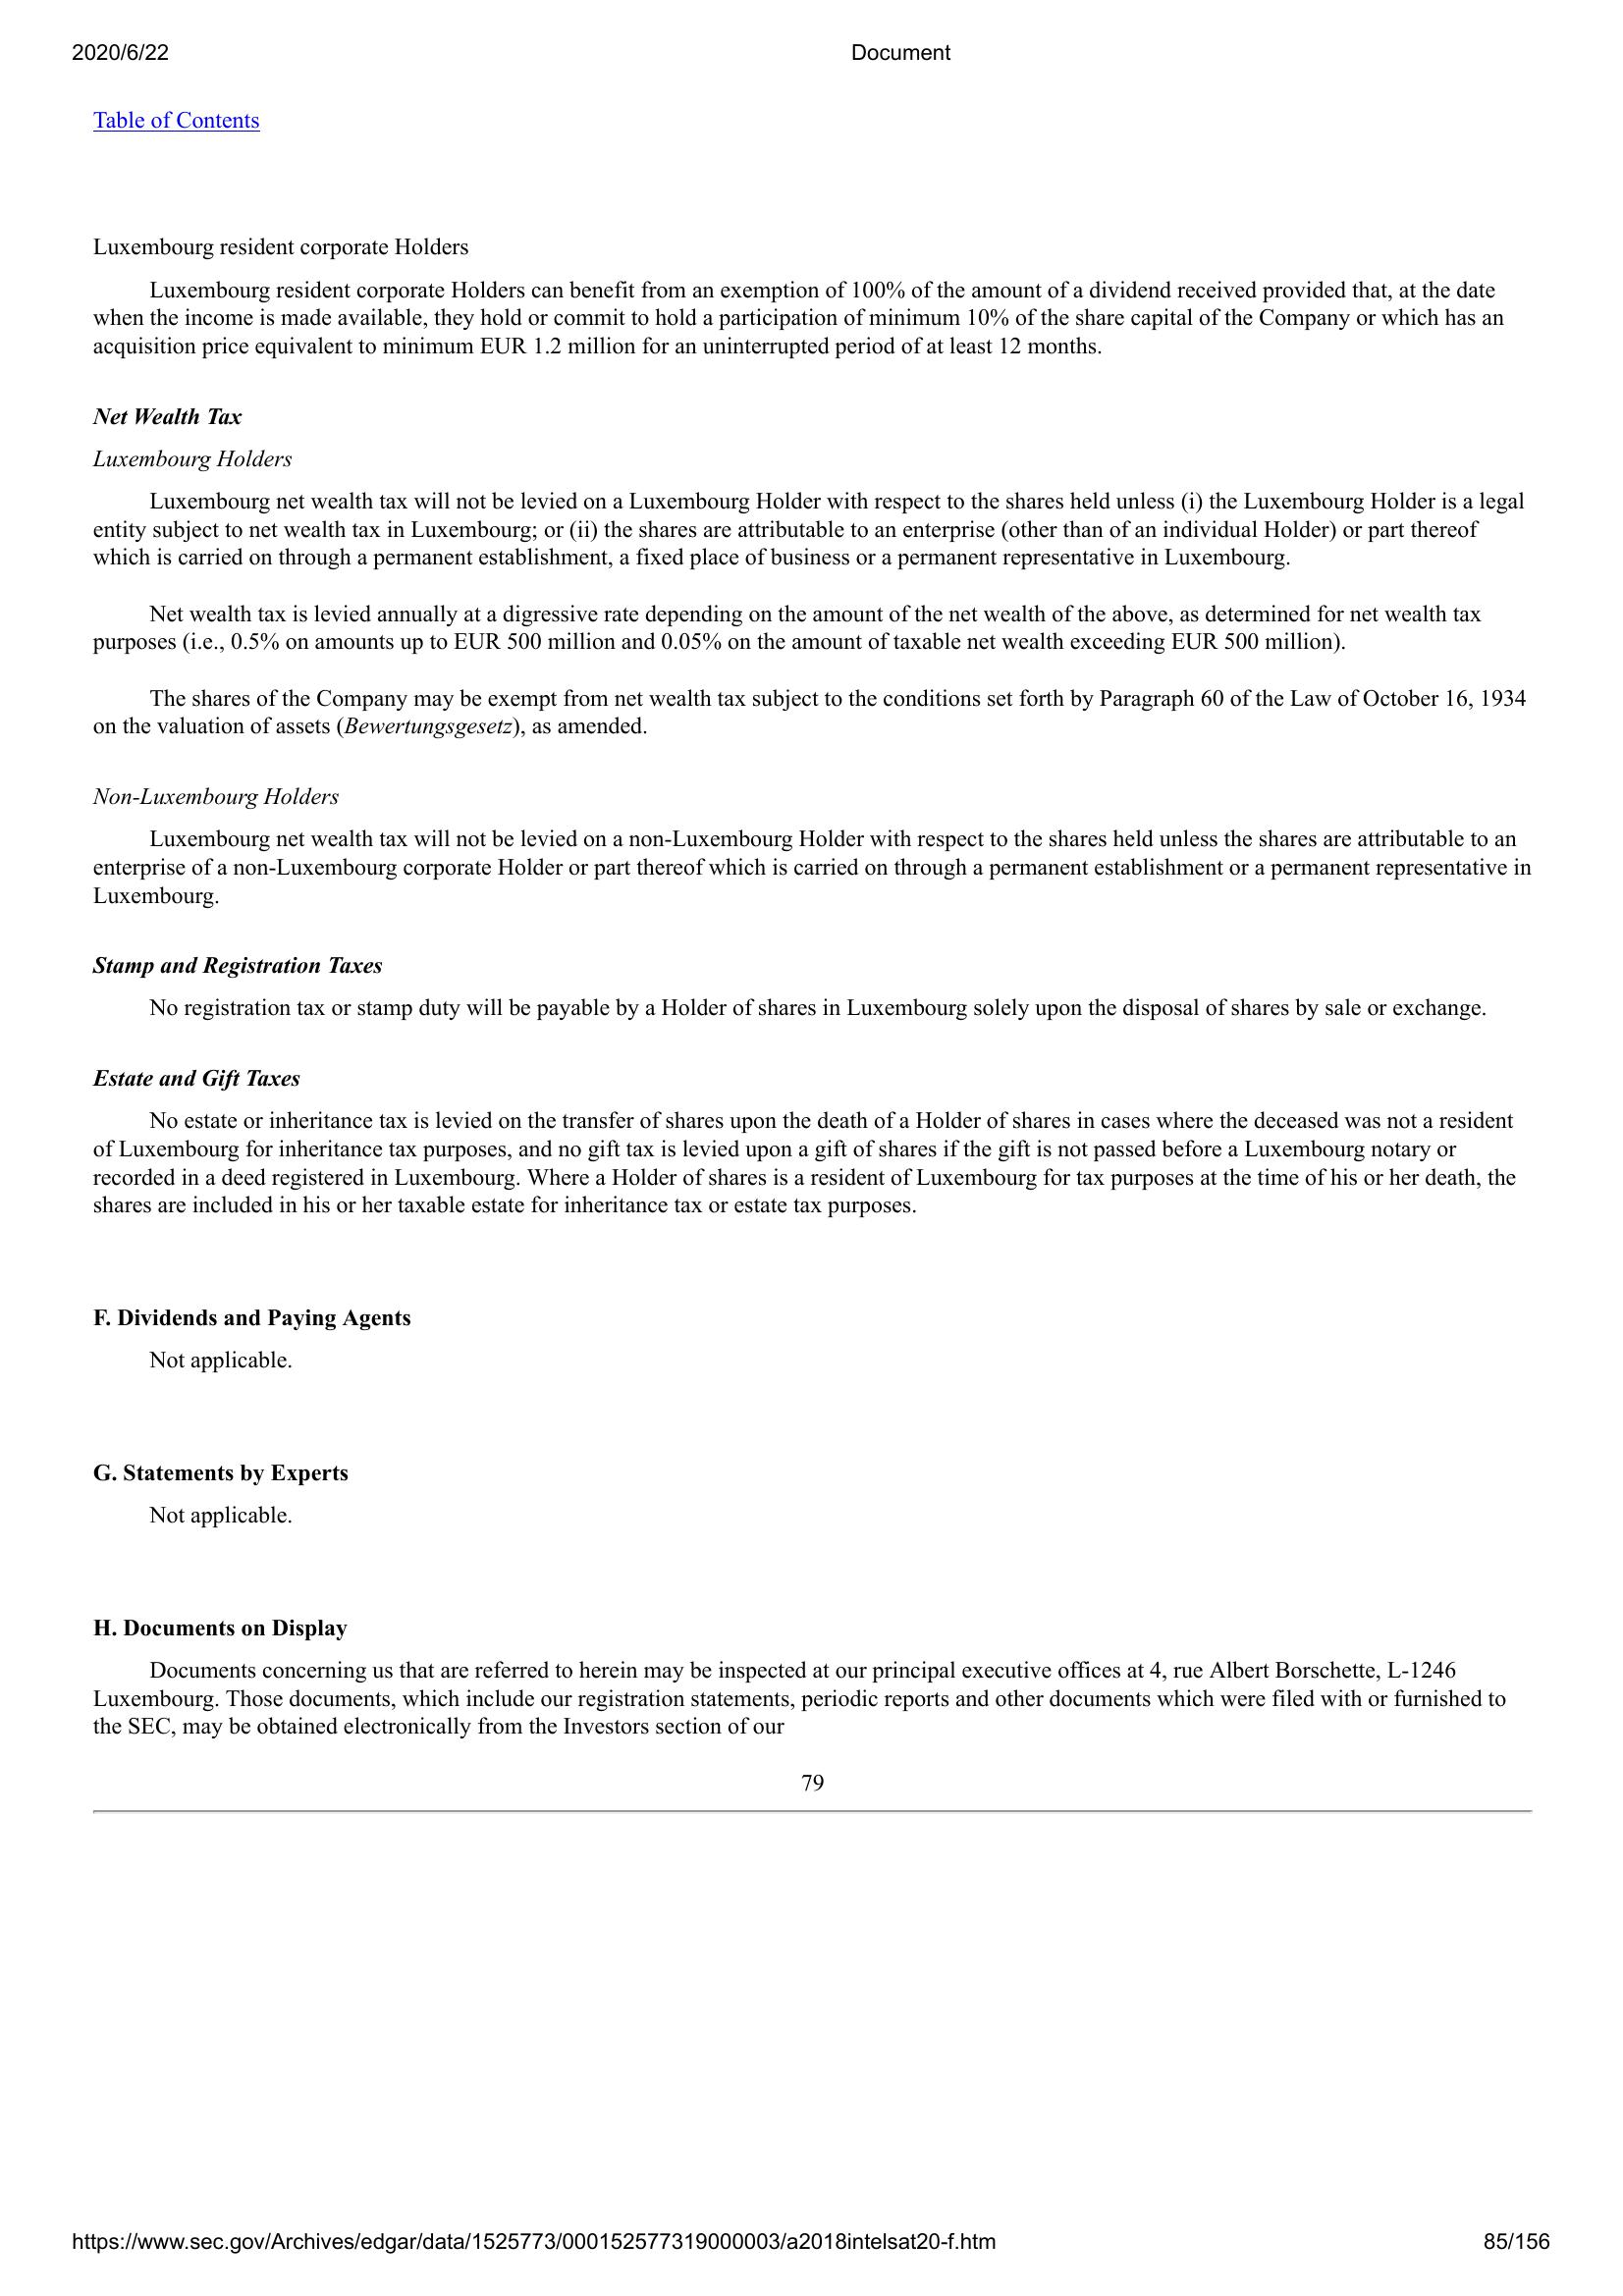 2020/6/22 Document
Table of Contents
Luxembourg resident corporate Holders
Luxembourg resident corporate Holders can benefit from an exemption of 100% of the amount of a dividend received provided that, at the date
when the income is made available, they hold or commit to hold a participation of minimum 10% of the share capital of the Company or which has an
acquisition price equivalent to minimum EUR 1.2 million for an uninterrupted period of at least 12 months.
Net Wealth Tax
Luxembourg Holders
Luxembourg net wealth tax will not be levied on a Luxembourg Holder with respect to the shares held unless (i) the Luxembourg Holder is a legal
entity subject to net wealth tax in Luxembourg; or (ii) the shares are attributable to an enterprise (other than of an individual Holder) or part thereof
which is carried on through a permanent establishment, a fixed place of business or a permanent representative in Luxembourg.
Net wealth tax is levied annually at a digressive rate depending on the amount of the net wealth of the above, as determined for net wealth tax
purposes (i.e., 0.5% on amounts up to EUR 500 million and 0.05% on the amount of taxable net wealth exceeding EUR 500 million).
The shares of the Company may be exempt from net wealth tax subject to the conditions set forth by Paragraph 60 of the Law of October 16, 1934
on the valuation of assets (Bewertungsgesetz), as amended.
Non-Luxembourg Holders
Luxembourg net wealth tax will not be levied on a non-Luxembourg Holder with respect to the shares held unless the shares are attributable to an
enterprise of a non-Luxembourg corporate Holder or part thereof which is carried on through a permanent establishment or a permanent representative in
Luxembourg.
Stamp and Registration Taxes
No registration tax or stamp duty will be payable by a Holder of shares in Luxembourg solely upon the disposal of shares by sale or exchange.
Estate and Gift Taxes
No estate or inheritance tax is levied on the transfer of shares upon the death of a Holder of shares in cases where the deceased was not a resident
of Luxembourg for inheritance tax purposes, and no gift tax is levied upon a gift of shares if the gift is not passed before a Luxembourg notary or
recorded in a deed registered in Luxembourg. Where a Holder of shares is a resident of Luxembourg for tax purposes at the time of his or her death, the
shares are included in his or her taxable estate for inheritance tax or estate tax purposes.
F. Dividends and Paying Agents
Not applicable.
G. Statements by Experts
Not applicable.
H. Documents on Display
Documents concerning us that are referred to herein may be inspected at our principal executive offices at 4, rue Albert Borschette, L-1246
Luxembourg. Those documents, which include our registration statements, periodic reports and other documents which were filed with or furnished to
the SEC, may be obtained electronically from the Investors section of our
79
https://www.sec.gov/Archives/edgar/data/1525773/000152577319000003/a2018intelsat20-f.htm 85/156